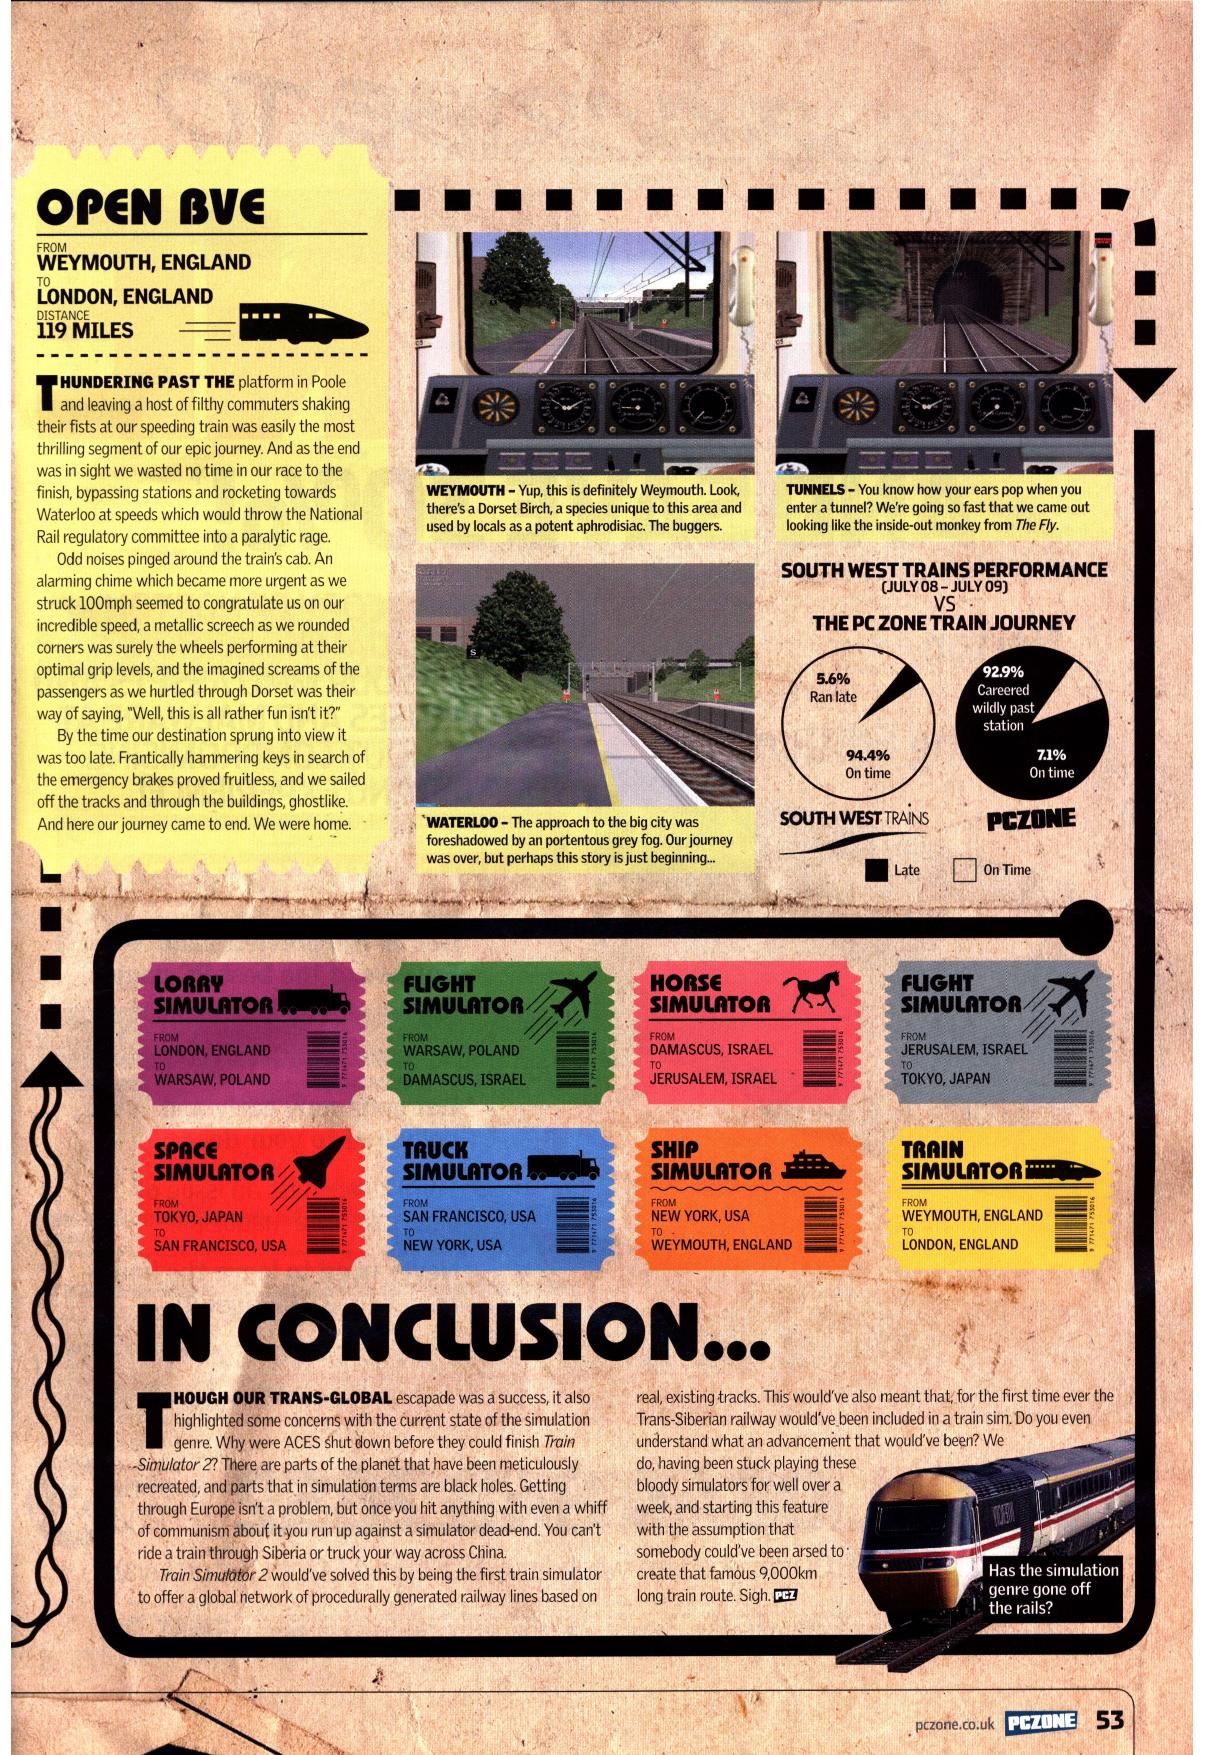 OPEN BVE
FROM
WEYMOUTH, ENGLAND
TO
LONDON, ENGLAND
DISTANCE
119 MILES
THUNDERING PAST THE platform in Poole
and leaving a host of filthy commuters shaking
their fists at our speeding train was easily the most
thrilling segment of our epic journey. And as the end
was in sight we wasted no time in our race to the
finish, bypassing stations and rocketing towards
Waterloo at speeds which would throw the National
Rail regulatory committee into a paralytic rage.
Odd noises pinged around the train's cab. An
alarming chime which became more urgent as we
struck 100mph seemed to congratulate us on our
incredible speed, a metallic screech as we rounded
corners was surely the wheels performing at their
optimal grip levels, and the imagined screams of the
passengers as we hurtled through Dorset was their
way of saying, "Well, this is all rather fun isn't it?"
By the time our destination sprung into view it
was too late. Frantically hammering keys in search of
the emergency brakes proved fruitless, and we sailed
off the tracks and through the buildings, ghostlike.
And here our journey came to end. We were home.
WEYMOUTH – Yup, this is definitely Weymouth. Look,
there's a Dorset Birch, a species unique to this area and
used by locals as a potent aphrodisiac. The buggers.
TUNNELS – You know how your ears pop when you
enter a tunnel? We're going so fast that we came out
looking like the inside-out monkey from The Fly.
S
WATERLOO – The approach to the big city was
foreshadowed by an portentous grey fog. Our journey
was over, but perhaps this story is just beginning...
SOUTH WEST TRAINS PERFORMANCE
(JULY 08 – JULY 09)
VS
THE PC ZONE TRAIN JOURNEY
5.6%
Ran late
94.4%
On time
92.9%
Careered
wildly past
station
7.1%
On time
SOUTH WEST TRAINS
PCZONE
Late
On Time
LORRY
SIMULATOR
FROM
LONDON, ENGLAND
TO
WARSAW, POLAND
9 771471 753016
FLIGHT
SIMULATOR
FROM
WARSAW, POLAND
TO
DAMASCUS, ISRAEL
9 771471 753016
HORSE
SIMULATOR
FROM
DAMASCUS, ISRAEL
TO
JERUSALEM, ISRAEL
9 771471 753016
FLIGHT
SIMULATOR
FROM
JERUSALEM, ISRAEL
TO
TOKYO, JAPAN
9 771471 753016
SPACE
SIMULATOR
FROM
TOKYO, JAPAN
TO
SAN FRANCISCO, USA
9 771471 753016
TRUCK
SIMULATOR
FROM
SAN FRANCISCO, USA
TO
NEW YORK, USA
9 771471 753016
SHIP
SIMULATOR
FROM
NEW YORK, USA
TO
WEYMOUTH, ENGLAND
9 771471 753016
TRAIN
SIMULATOR
FROM
WEYMOUTH, ENGLAND
TO
LONDON, ENGLAND
9 771471 753016
IN CONCLUSION...
THOUGH OUR TRANS-GLOBAL escapade was a success, it also
highlighted some concerns with the current state of the simulation
genre. Why were ACES shut down before they could finish Train
Simulator 2? There are parts of the planet that have been meticulously
recreated, and parts that in simulation terms are black holes. Getting
through Europe isn't a problem, but once you hit anything with even a whiff
of communism about it you run up against a simulator dead-end. You can't
ride a train through Siberia or truck your way across China.
Train Simulator 2 would've solved this by being the first train simulator
to offer a global network of procedurally generated railway lines based on
real, existing tracks. This would've also meant that, for the first time ever the
Trans-Siberian railway would've been included in a train sim. Do you even
understand what an advancement that would've been? We
do, having been stuck playing these
bloody simulators for well over a
week, and starting this feature
with the assumption that
somebody could've been arsed to
create that famous 9,000km
long train route. Sigh. PCZ
Has the simulation
genre gone off
the rails?
pczone.co.uk PCZONE 53